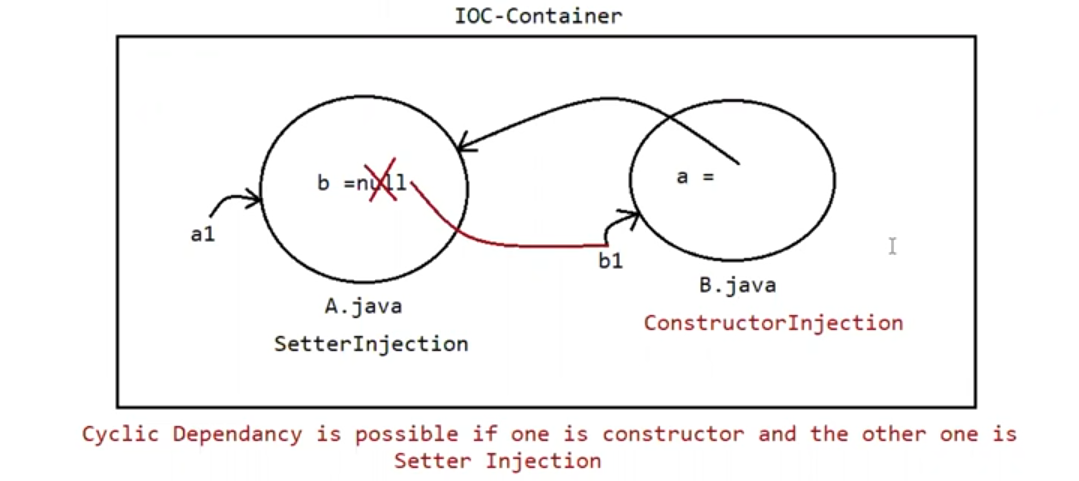 IOC-Container
b =null
a =
a1
b1
A.java
B.java
SetterInjection
ConstructorInjection
Cyclic Dependancy is possible if one is constructor and the other one is
Setter Injection